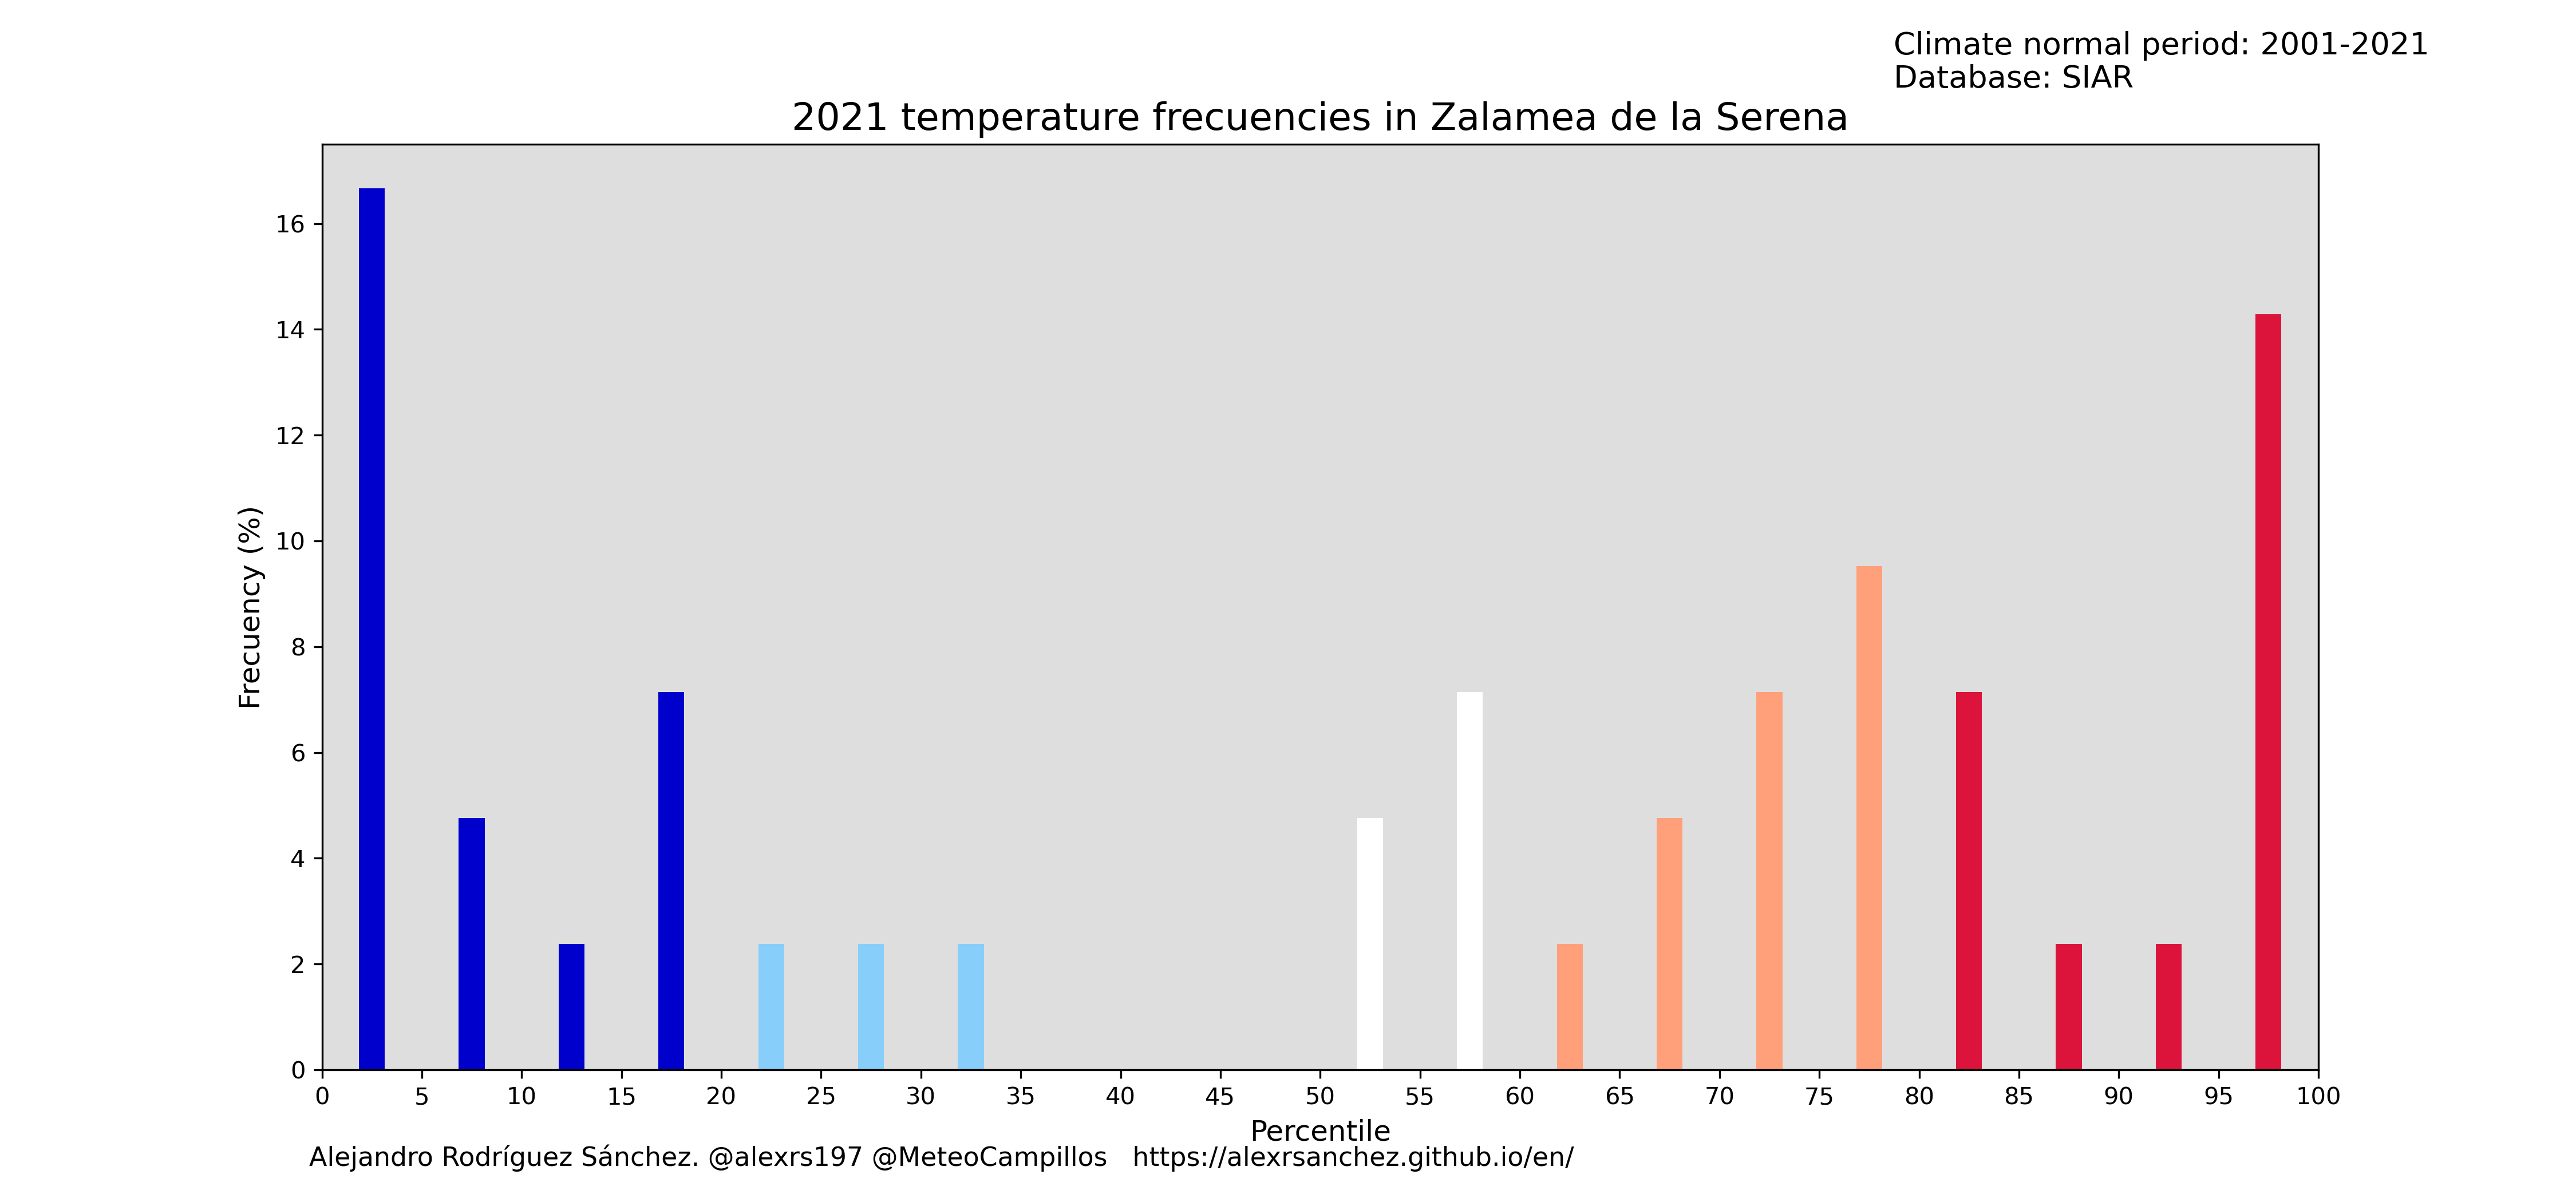 Climate normal period: 2001-2021
Database: SIAR
2021 temperature frecuencies in Zalamea de la Serena
Frecuency (%)
16
14
12
10
8
6
4
2
0
0 5 10 15 20 25 30 35 40 45 50 55 60 65 70 75 80 85 90 95 100
Percentile
Alejandro Rodríguez Sánchez. @alexrs197 @MeteoCampillos https://alexrsanchez.github.io/en/